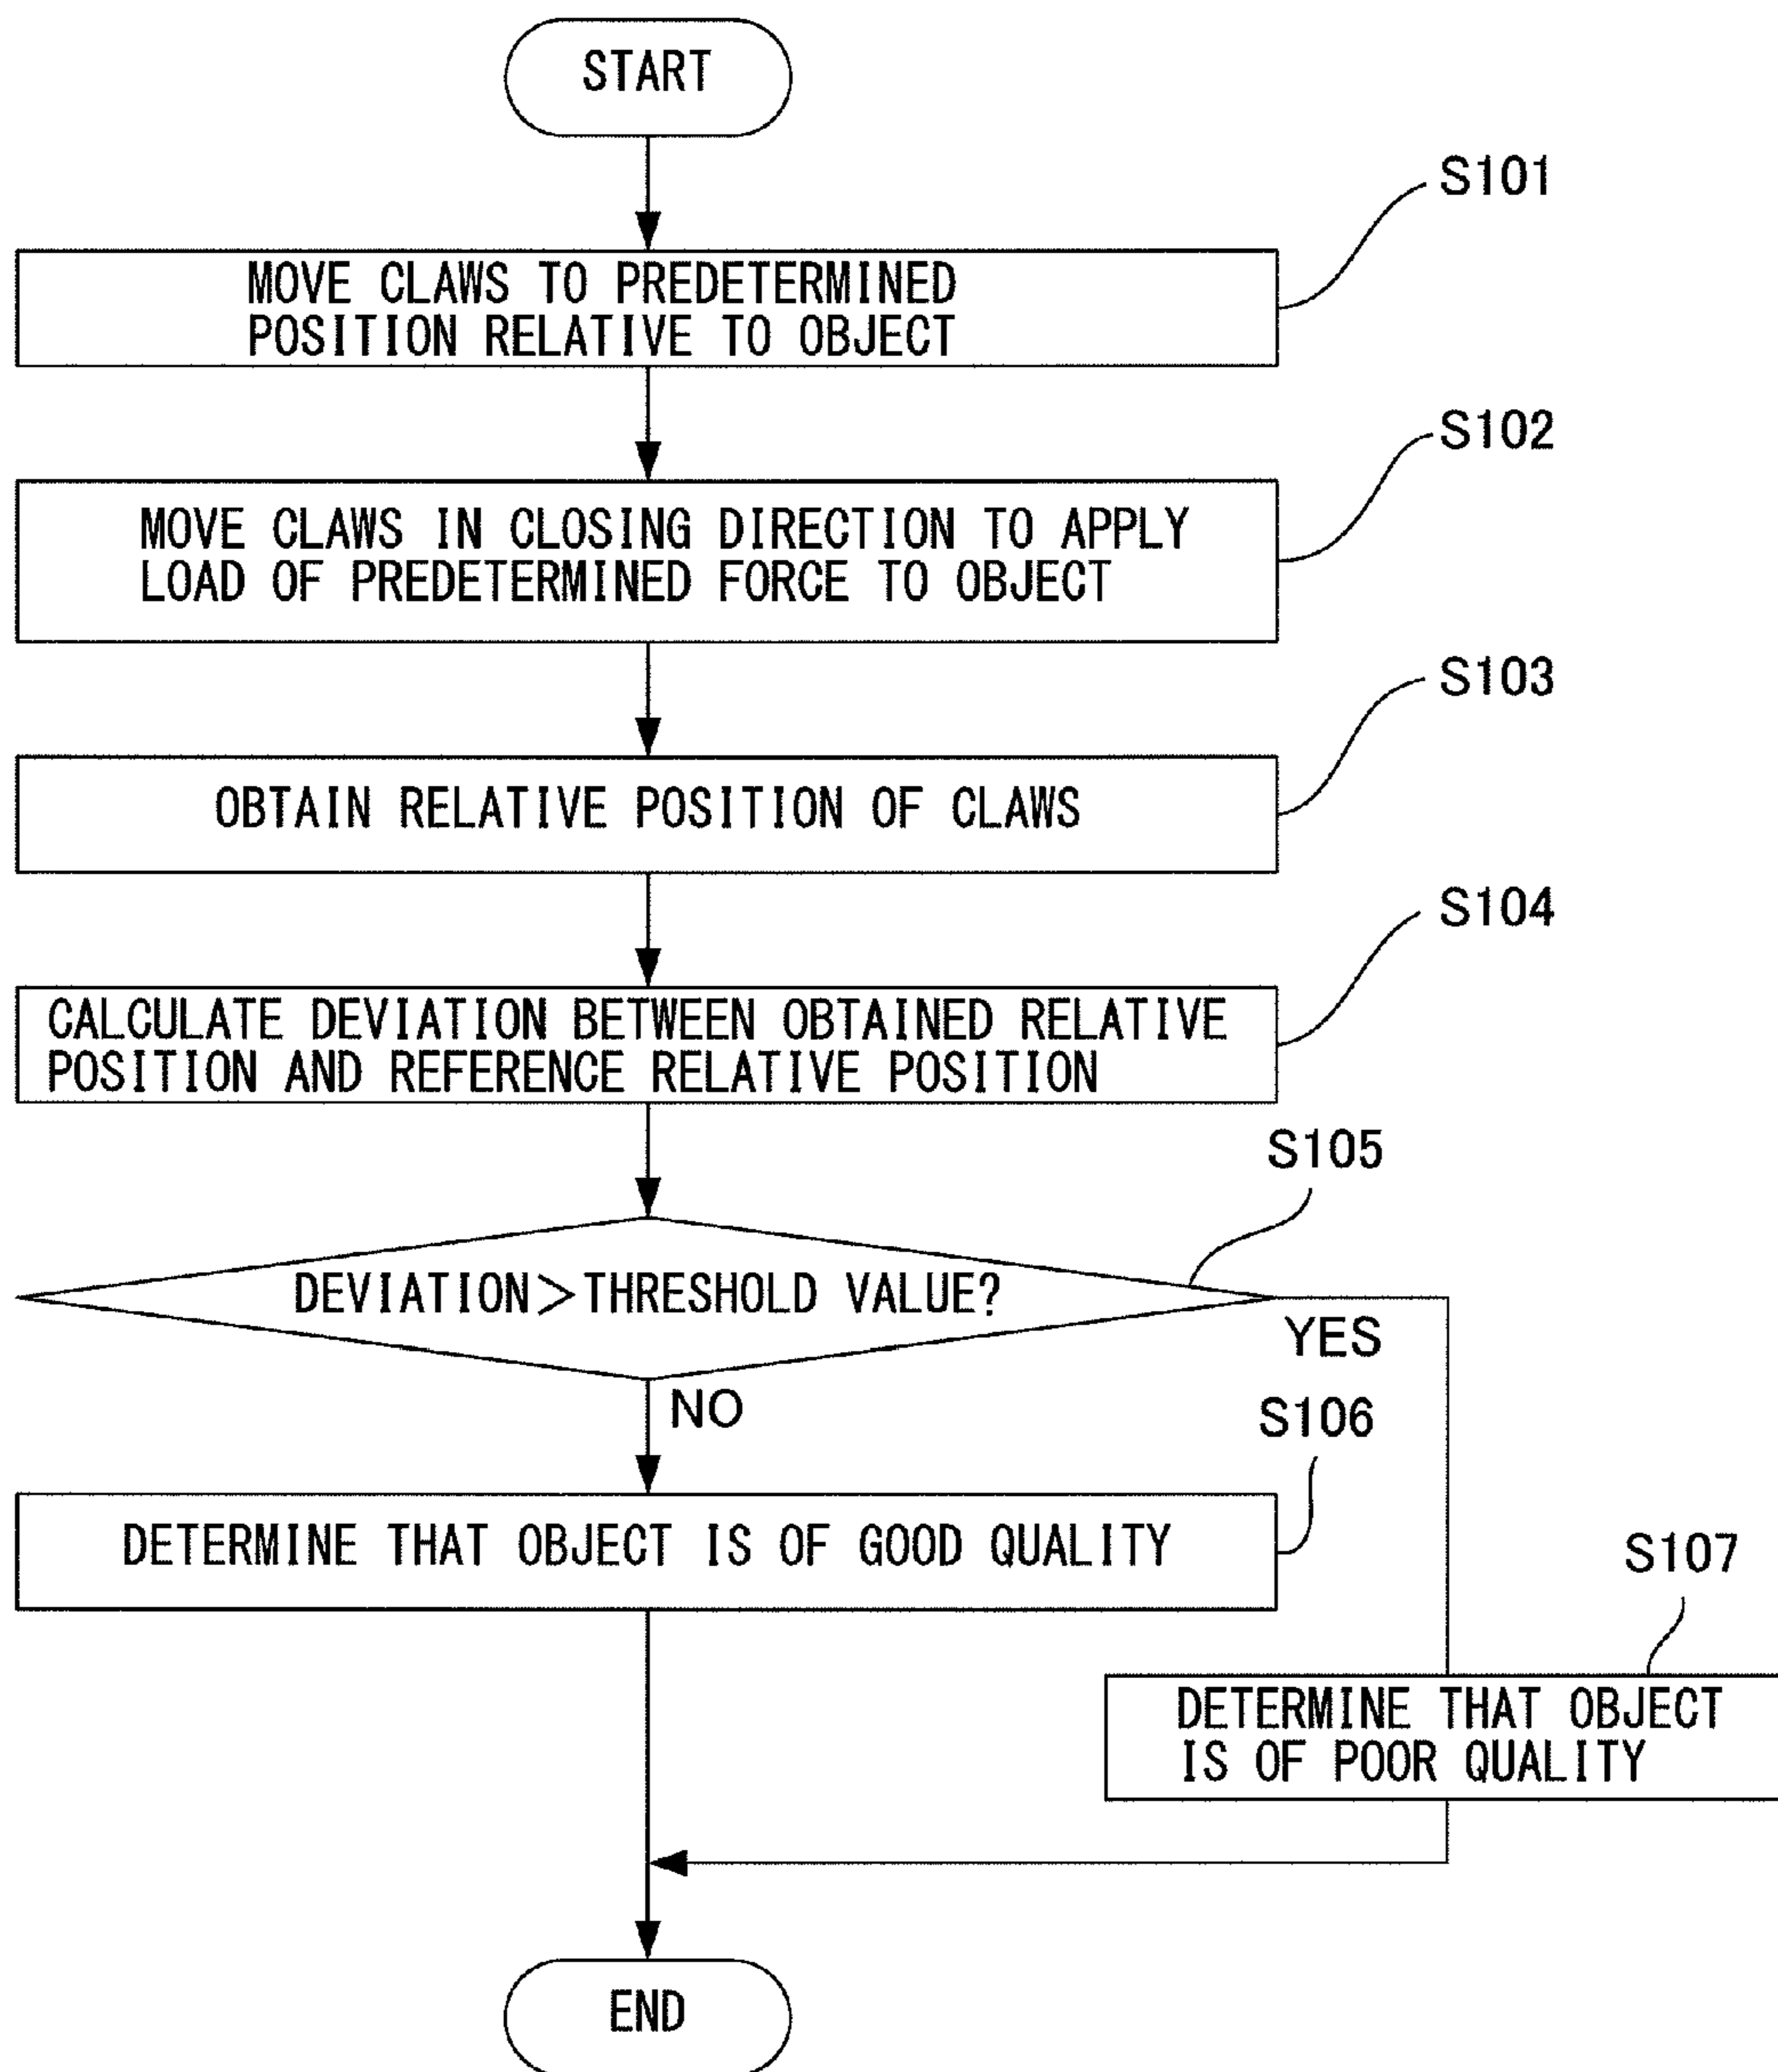 START
S101
MOVE CLAWS TO PREDETERMINED
POSITION RELATIVE TO OBJECT
S102
MOVE CLAWS IN CLOSING DIRECTION TO APPLY
LOAD OF PREDETERMINED FORCE TO OBJECT
S103
OBTAIN RELATIVE POSITION OF CLAWS
S104
CALCULATE DEVIATION BETWEEN OBTAINED RELATIVE
POSITION AND REFERENCE RELATIVE POSITION
S105
DEVIATION>THRESHOLD VALUE?
YES
NO
S106
DETERMINE THAT OBJECT IS OF GOOD QUALITY
S107
DETERMINE THAT OBJECT
IS OF POOR QUALITY
END